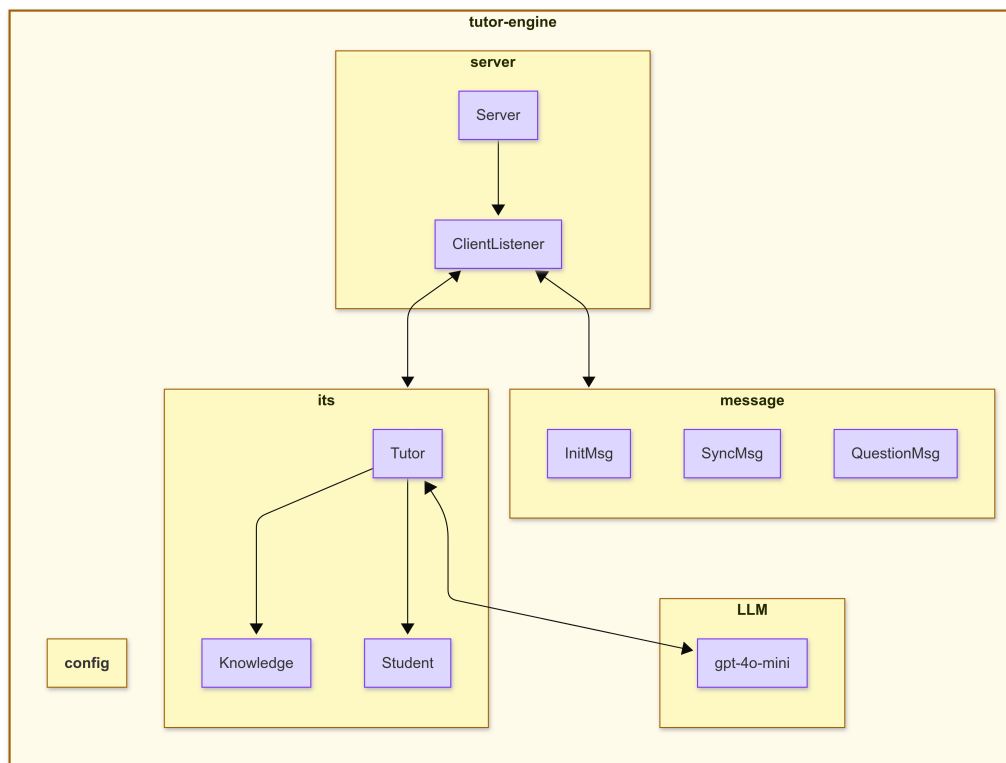 tutor-engine
server
Server
ClientListener
its
message
Tutor
InitMsg
SyncMsg
QuestionMsg
LLM
config
Knowledge
Student
gpt-4o-mini